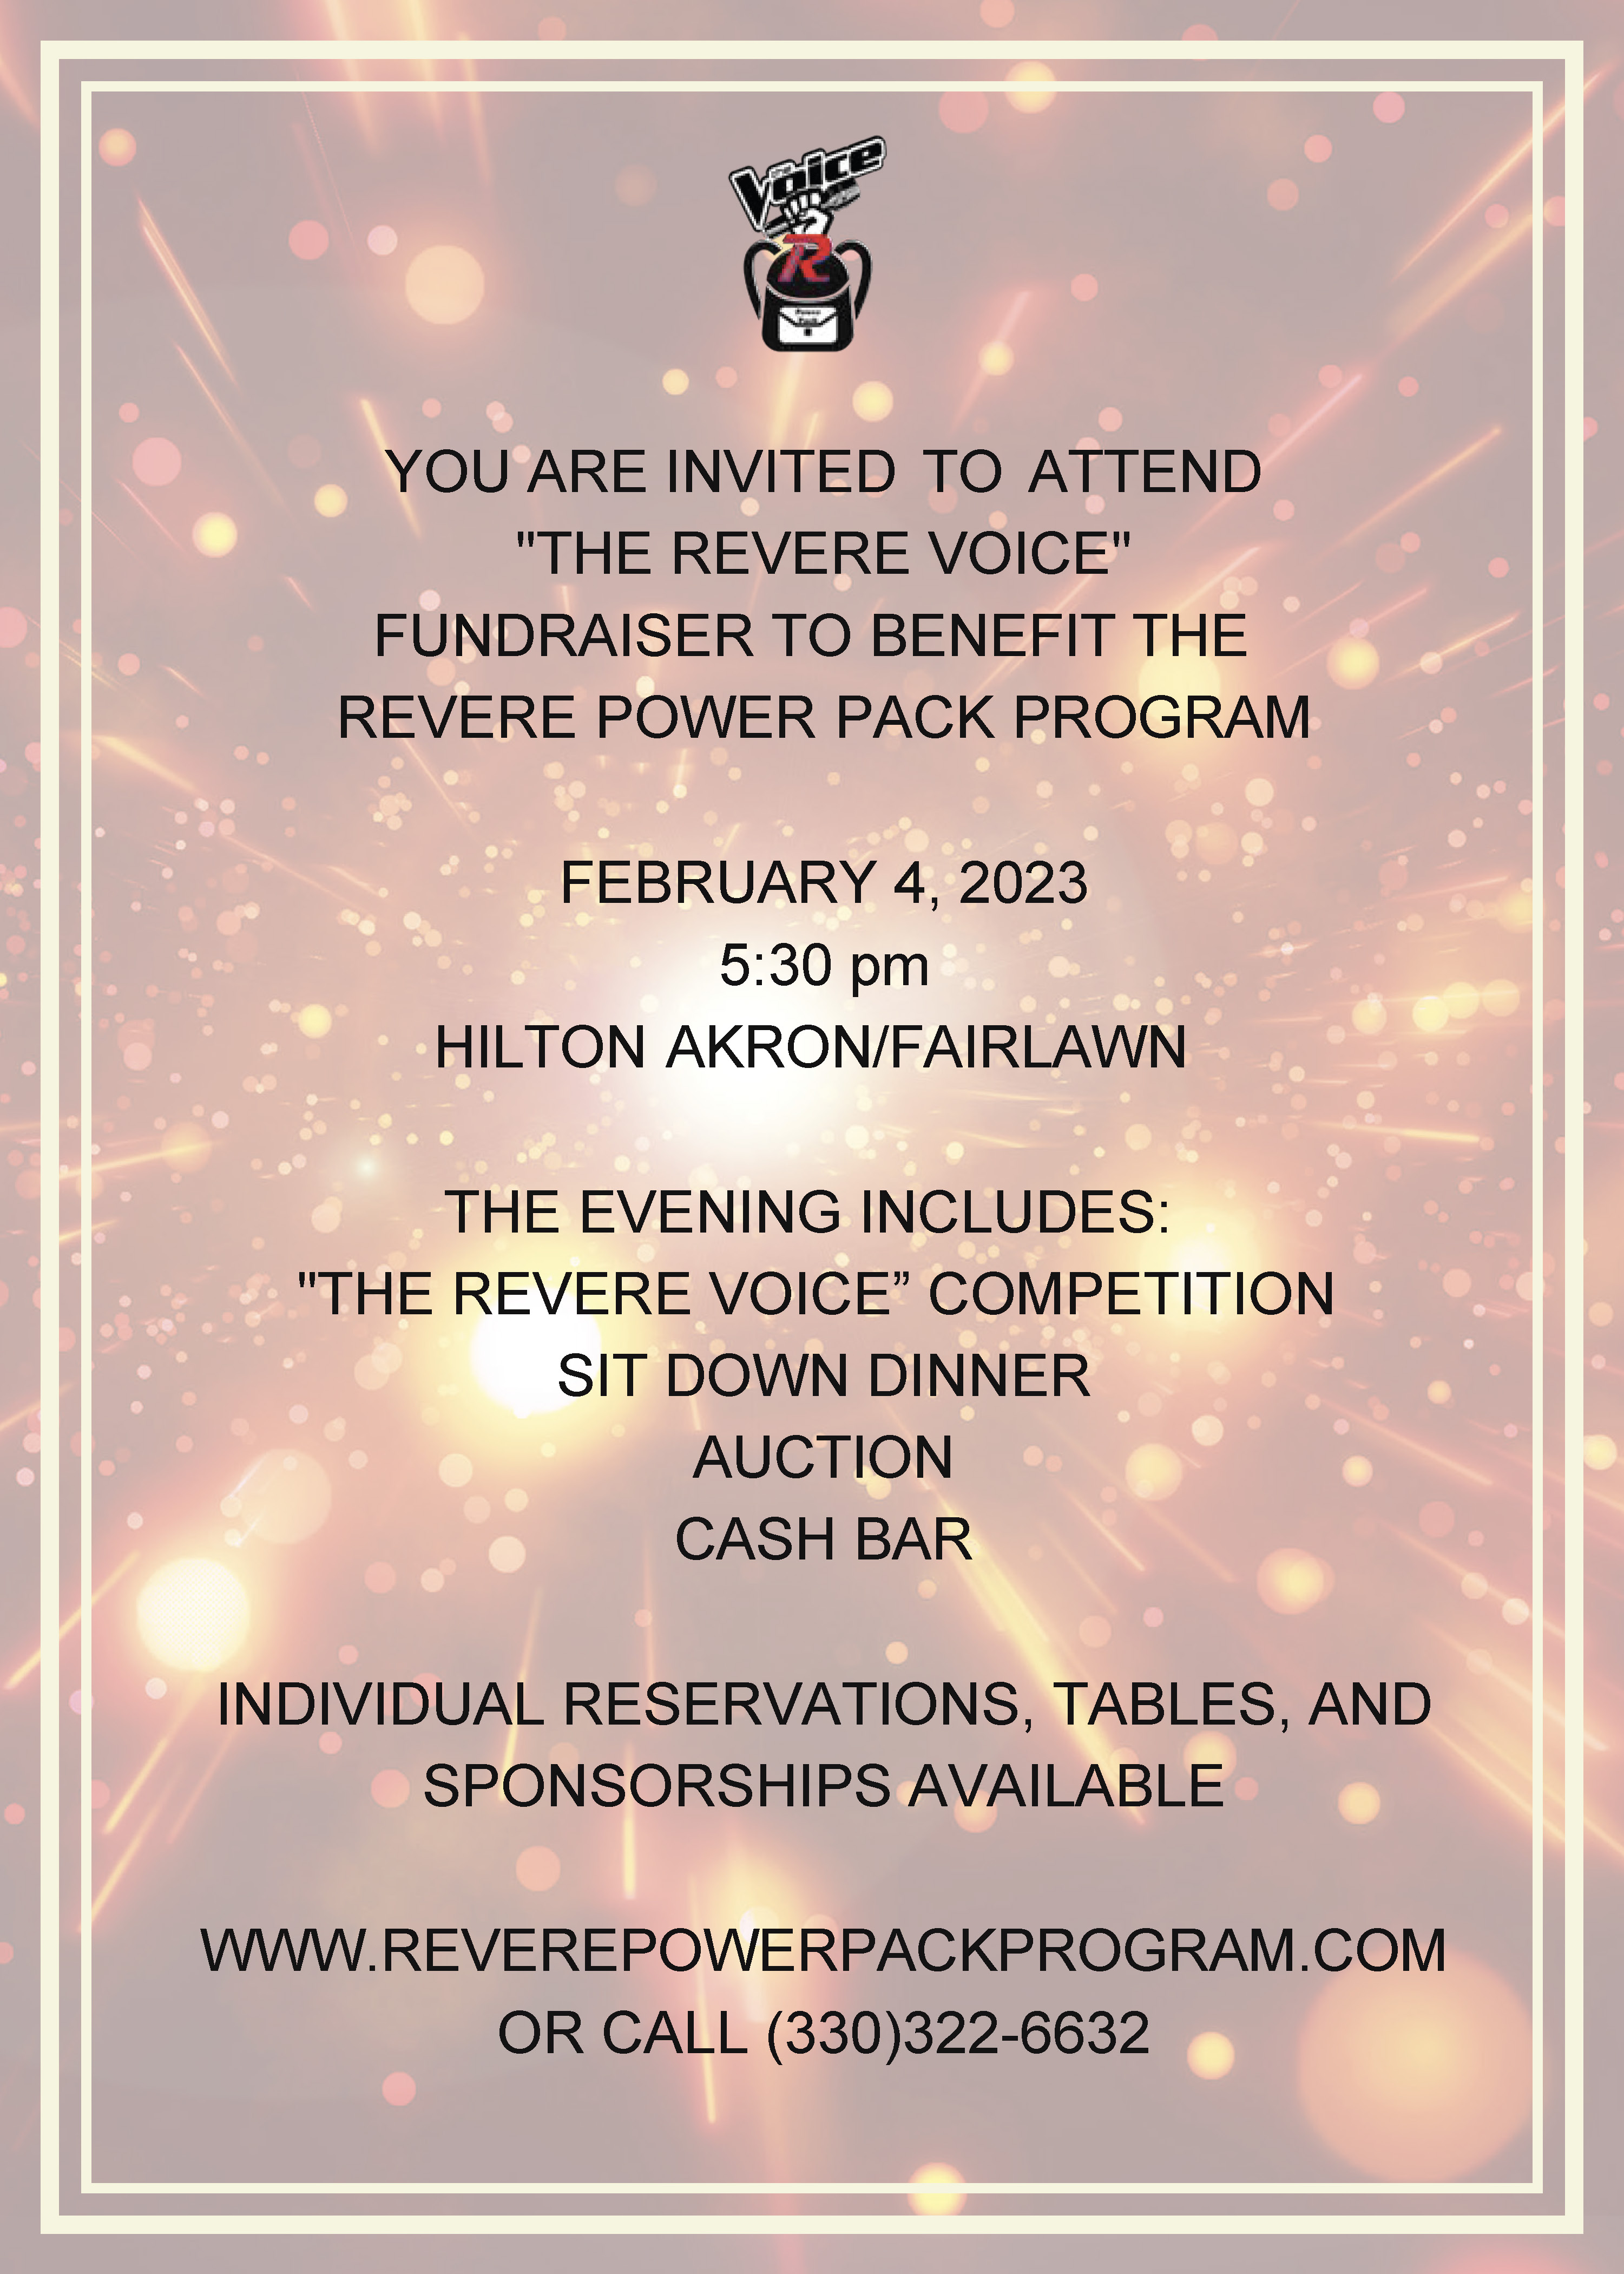 Voice
R
Power
Pack
YOU ARE INVITED TO ATTEND
"THE REVERE VOICE"
FUNDRAISER TO BENEFIT THE
REVERE POWER PACK PROGRAM
FEBRUARY 4, 2023
5:30 pm
HILTON AKRON/FAIRLAWN
THE EVENING INCLUDES:
"THE REVERE VOICE” COMPETITION
SIT DOWN DINNER
AUCTION
CASH BAR
INDIVIDUAL RESERVATIONS, TABLES, AND
SPONSORSHIPS AVAILABLE
WWW.REVEREPOWERPACKPROGRAM.COM
OR CALL (330)322-6632